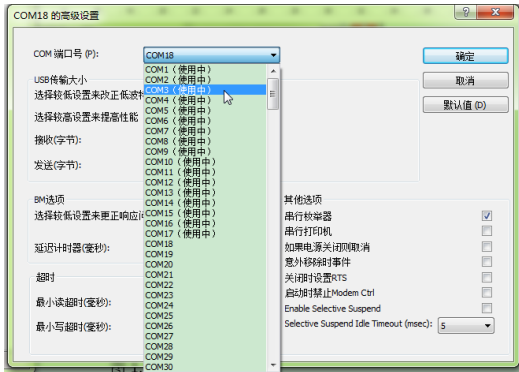 COM18 的高级设置
COM 端口号 (P):
COM18
确定
取消
默认值 (D)
USB传输大小
选择较低设置来改正低波
选择较高设置来提高性能
接收(字节):
发送(字节):
COM1 (使用中)
COM2 (使用中)
COM3 (使用中)
COM4 (使用中)
COM5 (使用中)
COM6 (使用中)
COM7 (使用中)
COM8 (使用中)
COM9 (使用中)
COM10 (使用中)
COM11 (使用中)
COM12 (使用中)
COM13 (使用中)
COM14 (使用中)
COM15 (使用中)
COM16 (使用中)
COM17 (使用中)
COM18
COM19
COM20
COM21
COM22
COM23
COM24
COM25
COM26
COM27
COM28
COM29
COM30
BM选项
选择较低设置来更正响应
延迟计时器(毫秒):
超时
最小读超时(毫秒):
最小写超时(毫秒):
其他选项
串行枚举器
串行打印机
如果电源关闭则取消
意外移除时事件
关闭时设置RTS
启动时禁止Modem Ctrl
Enable Selective Suspend
Selective Suspend Idle Timeout (msec):
5